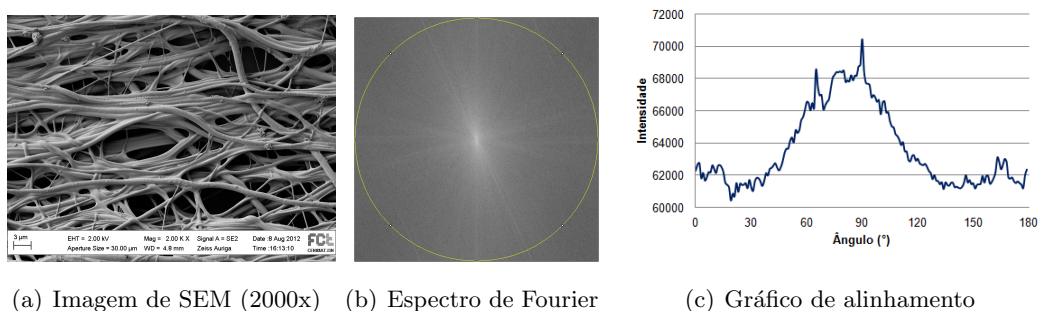 3 µm
EHT = 2.00 kV Mag = 2.00 K X Signal A = SE2 Date :8 Aug 2012
Aperture Size = 30.00 µm WD = 4.8 mm Zeiss Auriga Time :16:13:10
FCt
CENIMAT/I3N
72000
70000
68000
66000
64000
62000
60000
Intensidade
0 30 60 90 120 150 180
Ângulo (°)
(a) Imagem de SEM (2000x) (b) Espectro de Fourier (c) Gráfico de alinhamento